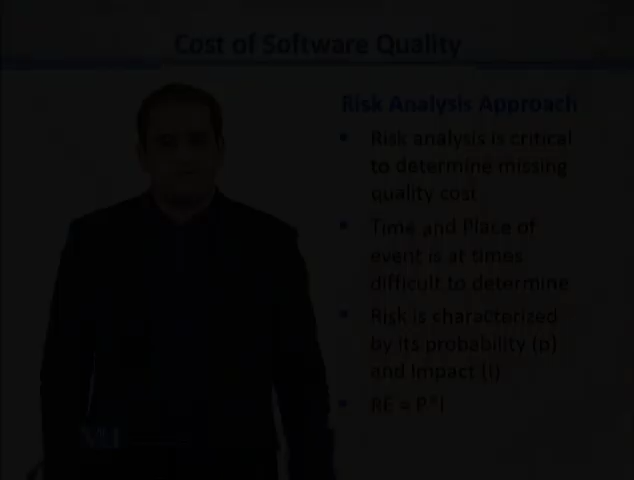 Cost of Software Quality
Risk Analysis Approach
• Risk analysis is critical
to determine missing
quality cost
• Time and Place of
event is at times
difficult to determine
• Risk is characterized
by its probability (p)
and Impact (I)
• RE = P*I
VU